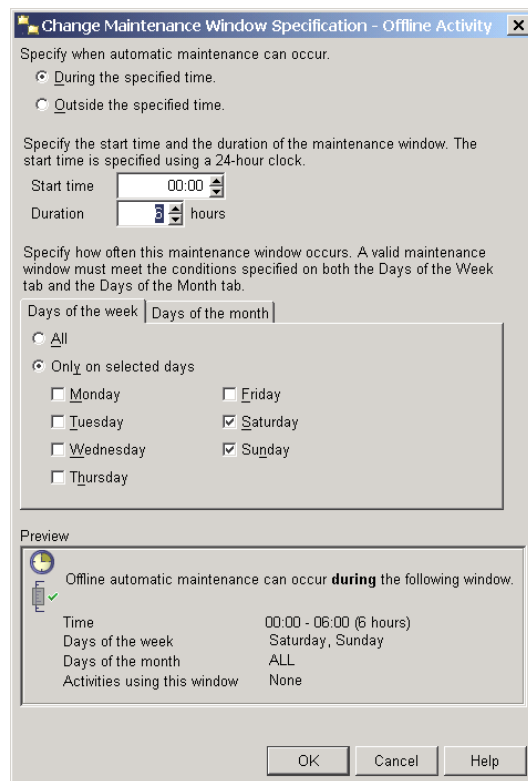 Change Maintenance Window Specification - Offline Activity
Specify when automatic maintenance can occur.
During the specified time.
Outside the specified time.
Specify the start time and the duration of the maintenance window. The
start time is specified using a 24-hour clock.
Start time 00:00
Duration 6 hours
Specify how often this maintenance window occurs. A valid maintenance
window must meet the conditions specified on both the Days of the Week
tab and the Days of the Month tab.
Days of the week Days of the month
All
Only on selected days
Monday Friday
Tuesday Saturday
Wednesday Sunday
Thursday
Preview
Offline automatic maintenance can occur during the following window.
Time 00:00 - 06:00 (6 hours)
Days of the week Saturday, Sunday
Days of the month ALL
Activities using this window None
OK Cancel Help